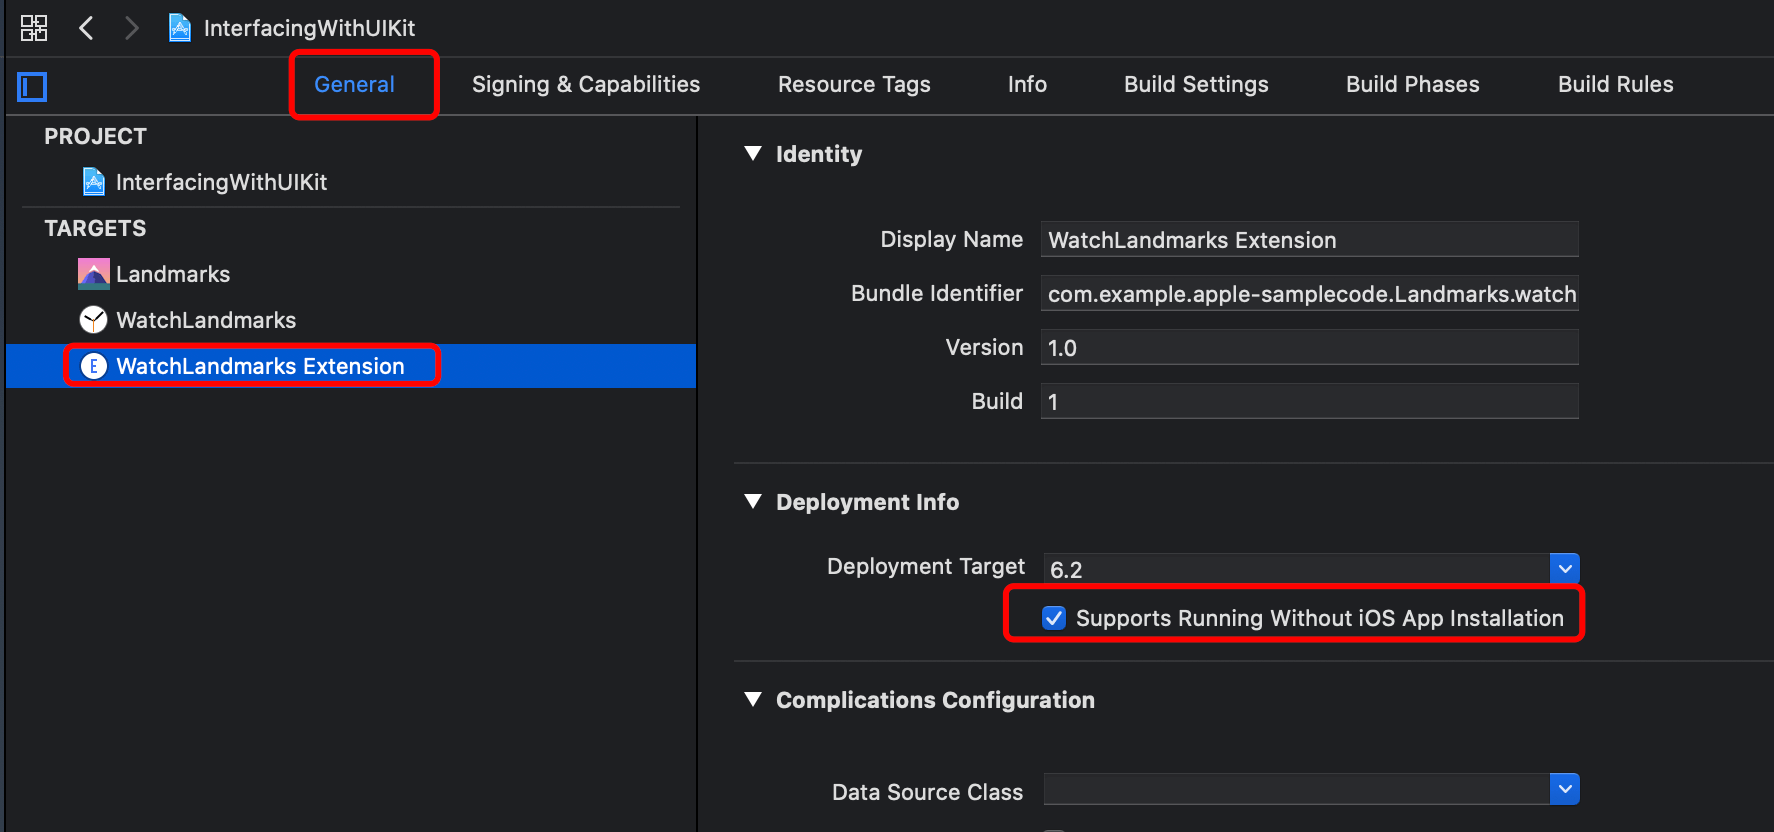 InterfacingWithUIKit
General Signing & Capabilities Resource Tags Info Build Settings Build Phases Build Rules
PROJECT
InterfacingWithUIKit
TARGETS
Landmarks
WatchLandmarks
E WatchLandmarks Extension
Identity
Display Name WatchLandmarks Extension
Bundle Identifier com.example.apple-samplecode.Landmarks.watch
Version 1.0
Build 1
Deployment Info
Deployment Target 6.2
Supports Running Without iOS App Installation
Complications Configuration
Data Source Class